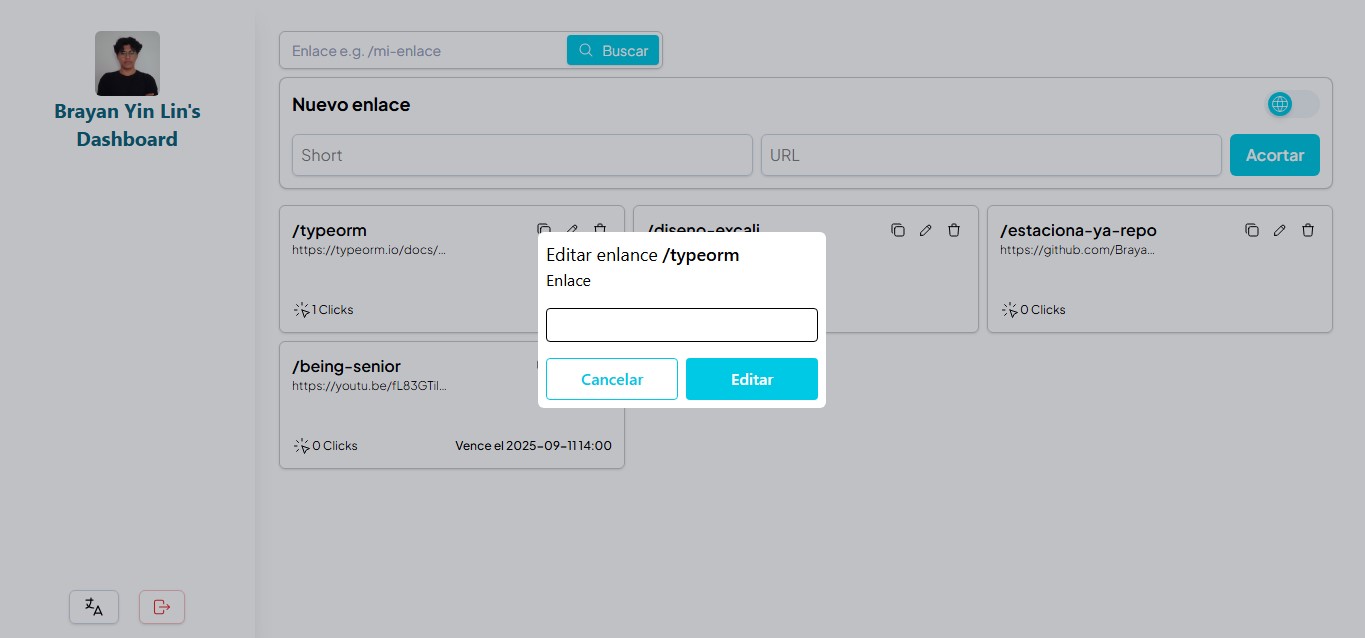 Brayan Yin Lin's
Dashboard
Enlace e.g. /mi-enlace
Buscar
Nuevo enlace
Short
URL
Acortar
/typeorm
https://typeorm.io/docs/...
1 Clicks
/diseno-excali
/estaciona-ya-repo
https://github.com/Braya...
0 Clicks
Editar enlance /typeorm
Enlace
Cancelar
Editar
/being-senior
https://youtu.be/fL83GTil...
0 Clicks
Vence el 2025-09-11 14:00